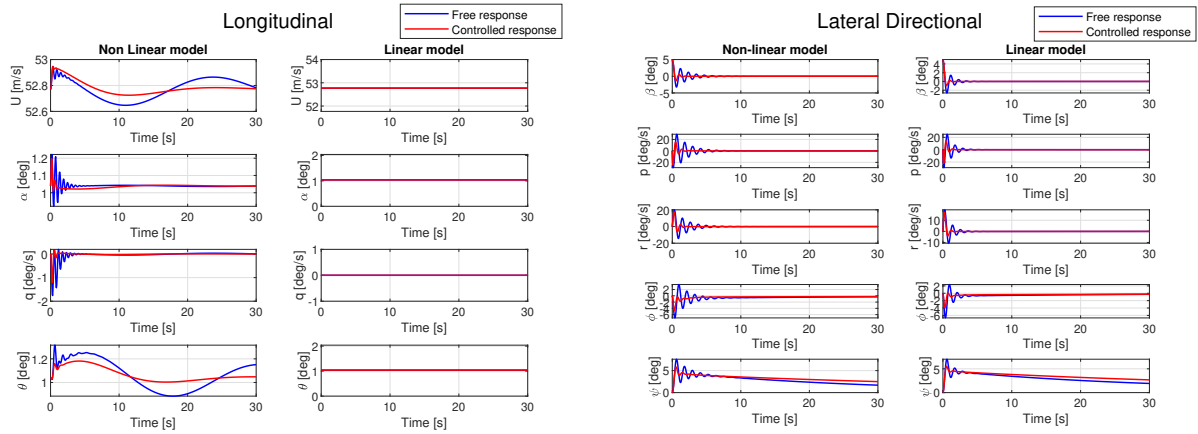 Longitudinal
Free response
Controlled response
Non Linear model
Linear model
53
52.8
52.6
U [m/s]
0 10 20 30
Time [s]
54
53
52
U [m/s]
0 10 20 30
Time [s]
1.2
1.1
1
α [deg]
0 10 20 30
Time [s]
2
1
0
α [deg]
0 10 20 30
Time [s]
0
-1
-2
q [deg/s]
0 10 20 30
Time [s]
1
0
-1
q [deg/s]
0 10 20 30
Time [s]
1.2
1
θ [deg]
0 10 20 30
Time [s]
2
1
0
θ [deg]
0 10 20 30
Time [s]
Lateral Directional
Free response
Controlled response
Non-linear model
Linear model
5
0
-5
β [deg]
0 10 20 30
Time [s]
4
2
0
-2
β [deg]
0 10 20 30
Time [s]
20
0
-20
p [deg/s]
0 10 20 30
Time [s]
20
0
-20
p [deg/s]
0 10 20 30
Time [s]
20
0
-20
r [deg/s]
0 10 20 30
Time [s]
10
0
-10
r [deg/s]
0 10 20 30
Time [s]
2
0
-2
-4
-6
ϕ [deg]
0 10 20 30
Time [s]
2
0
-2
-4
-6
ϕ [deg]
0 10 20 30
Time [s]
5
0
ψ [deg]
0 10 20 30
Time [s]
5
0
ψ [deg]
0 10 20 30
Time [s]